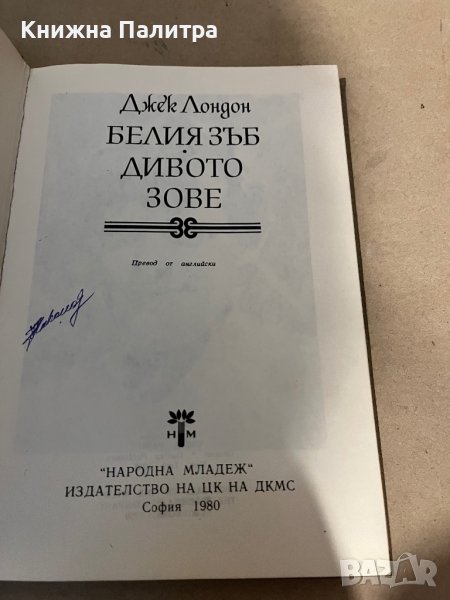 Книжна Палитра
Джек Лондон
БЕЛИЯ ЗЪБ
ДИВОТО
ЗОВЕ
Превод от английски
Н М
"НАРОДНА МЛАДЕЖ"
ИЗДАТЕЛСТВО НА ЦК НА ДКМС
София 1980
BAZAR